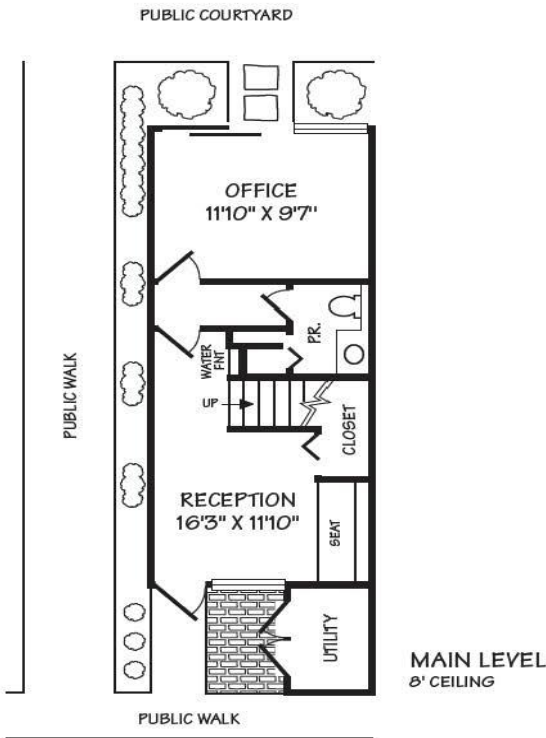 PUBLIC COURTYARD
OFFICE
11'10" X 9'7"
P.R.
WATER
FNT
UP
CLOSET
PUBLIC WALK
RECEPTION
16'3" X 11'10"
SEAT
UTILITY
MAIN LEVEL
8' CEILING
PUBLIC WALK